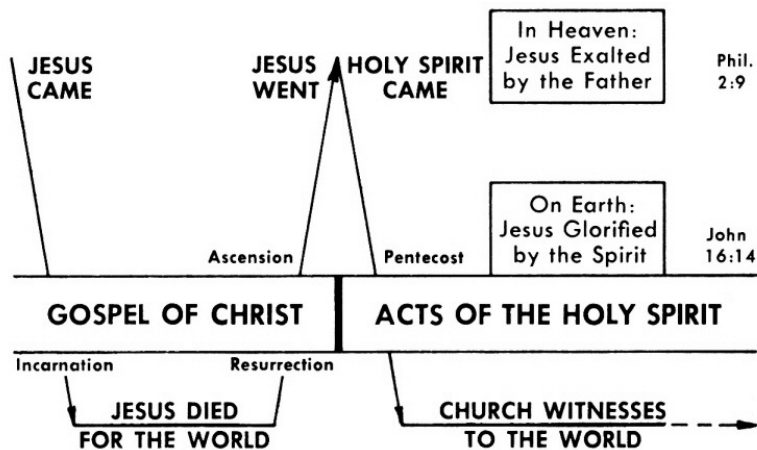 JESUS
CAME
JESUS
WENT
HOLY SPIRIT
CAME
In Heaven:
Jesus Exalted
by the Father
Phil.
2:9
On Earth:
Jesus Glorified
by the Spirit
John
16:14
Ascension
Pentecost
GOSPEL OF CHRIST
ACTS OF THE HOLY SPIRIT
Incarnation
Resurrection
JESUS DIED
FOR THE WORLD
CHURCH WITNESSES
TO THE WORLD